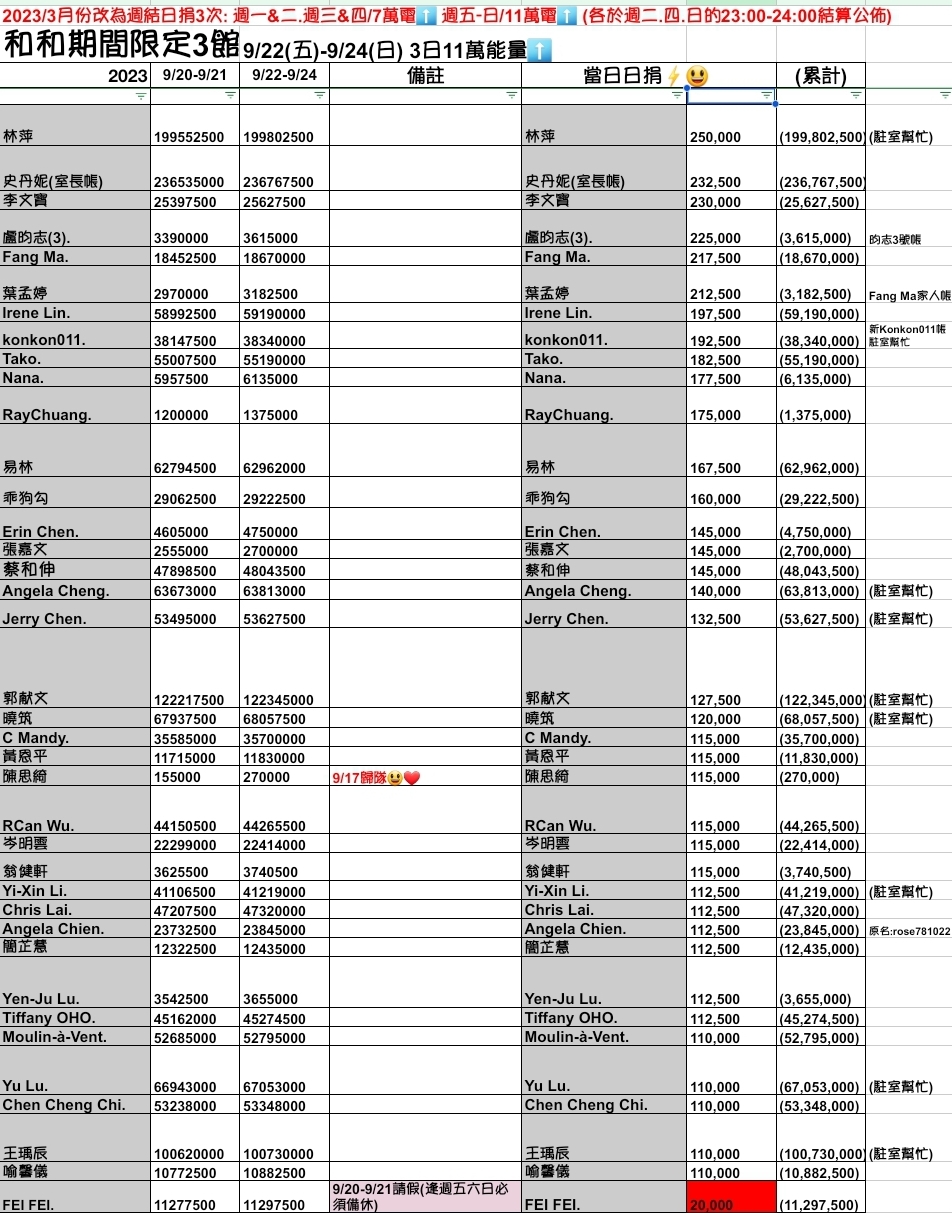 2023/3月份改為週結日捐3次: 週一&二.週三&四/7萬電⬆️ 週五-日/11萬電⬆️ (各於週二.四.日的23:00-24:00結算公佈)
和和期間限定3館 9/22(五)-9/24(日) 3日11萬能量⬆️
2023 9/20-9/21 9/22-9/24 備註 當日日捐⚡😃 (累計)
林萍 199552500 199802500 林萍 250,000 (199,802,500) (駐室幫忙)
史丹妮(室長帳) 236535000 236767500 史丹妮(室長帳) 232,500 (236,767,500)
李文寶 25397500 25627500 李文寶 230,000 (25,627,500)
盧昀志(3). 3390000 3615000 盧昀志(3). 225,000 (3,615,000) 昀志3號帳
Fang Ma. 18452500 18670000 Fang Ma. 217,500 (18,670,000)
葉孟婷 2970000 3182500 葉孟婷 212,500 (3,182,500) Fang Ma家人帳
Irene Lin. 58992500 59190000 Irene Lin. 197,500 (59,190,000)
konkon011. 38147500 38340000 konkon011. 192,500 (38,340,000) 新Konkon011帳
駐室幫忙
Tako. 55007500 55190000 Tako. 182,500 (55,190,000)
Nana. 5957500 6135000 Nana. 177,500 (6,135,000)
RayChuang. 1200000 1375000 RayChuang. 175,000 (1,375,000)
易林 62794500 62962000 易林 167,500 (62,962,000)
乖狗勾 29062500 29222500 乖狗勾 160,000 (29,222,500)
Erin Chen. 4605000 4750000 Erin Chen. 145,000 (4,750,000)
張嘉文 2555000 2700000 張嘉文 145,000 (2,700,000)
蔡和伸 47898500 48043500 蔡和伸 145,000 (48,043,500)
Angela Cheng. 63673000 63813000 Angela Cheng. 140,000 (63,813,000) (駐室幫忙)
Jerry Chen. 53495000 53627500 Jerry Chen. 132,500 (53,627,500) (駐室幫忙)
郭献文 122217500 122345000 郭献文 127,500 (122,345,000) (駐室幫忙)
曉筑 67937500 68057500 曉筑 120,000 (68,057,500) (駐室幫忙)
C Mandy. 35585000 35700000 C Mandy. 115,000 (35,700,000)
黃恩平 11715000 11830000 黃恩平 115,000 (11,830,000)
陳思綺 155000 270000 9/17歸隊😃❤️ 陳思綺 115,000 (270,000)
RCan Wu. 44150500 44265500 RCan Wu. 115,000 (44,265,500)
岑明雲 22299000 22414000 岑明雲 115,000 (22,414,000)
翁健軒 3625500 3740500 翁健軒 115,000 (3,740,500)
Yi-Xin Li. 41106500 41219000 Yi-Xin Li. 112,500 (41,219,000) (駐室幫忙)
Chris Lai. 47207500 47320000 Chris Lai. 112,500 (47,320,000)
Angela Chien. 23732500 23845000 Angela Chien. 112,500 (23,845,000) 原名:rose781022
簡芷慧 12322500 12435000 簡芷慧 112,500 (12,435,000)
Yen-Ju Lu. 3542500 3655000 Yen-Ju Lu. 112,500 (3,655,000)
Tiffany OHO. 45162000 45274500 Tiffany OHO. 112,500 (45,274,500)
Moulin-à-Vent. 52685000 52795000 Moulin-à-Vent. 110,000 (52,795,000)
Yu Lu. 66943000 67053000 Yu Lu. 110,000 (67,053,000) (駐室幫忙)
Chen Cheng Chi. 53238000 53348000 Chen Cheng Chi. 110,000 (53,348,000)
王瑀辰 100620000 100730000 王瑀辰 110,000 (100,730,000) (駐室幫忙)
喻馨儀 10772500 10882500 喻馨儀 110,000 (10,882,500)
FEI FEI. 11277500 11297500 9/20-9/21請假(逢週五六日必須備休) FEI FEI. 20,000 (11,297,500)